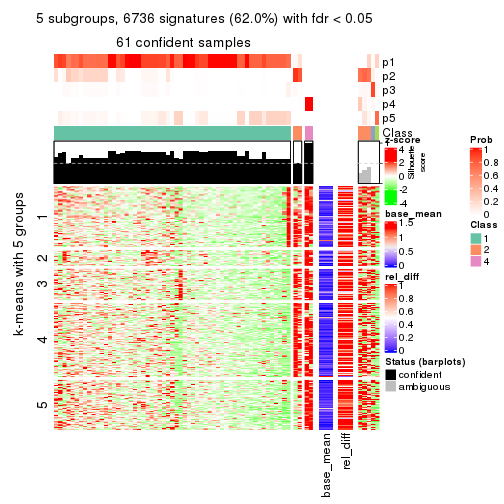 5 subgroups, 6736 signatures (62.0%) with fdr < 0.05
61 confident samples
p1
p2
p3
p4
p5
Class
Silhouette
score
k-means with 5 groups
1
2
3
4
5
base_mean
rel_diff
z-score
4
2
0
-2
-4
base_mean
1.5
1
0.5
0
rel_diff
1
0.8
0.6
0.4
0.2
0
Status (barplots)
confident
ambiguous
Prob
1
0.8
0.6
0.4
0.2
0
Class
1
2
4